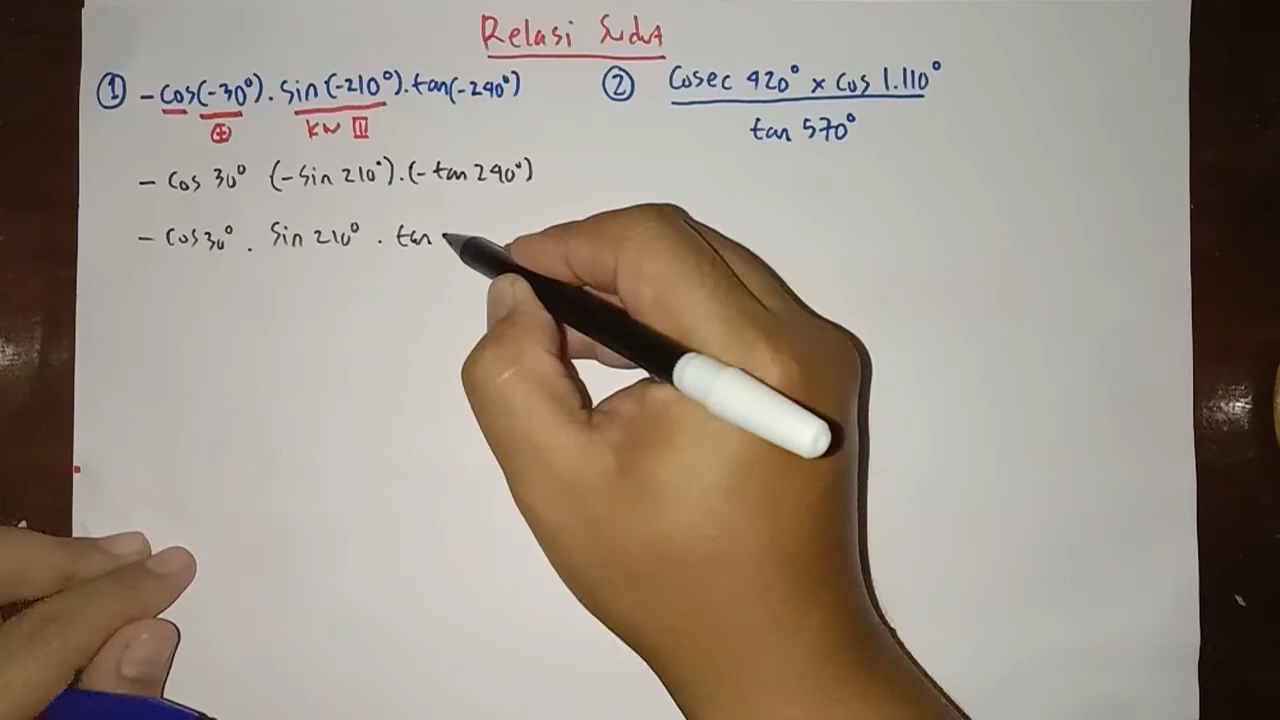 Relasi Sudut
① -cos(-30°). sin(-210°). tan(-240°)
⊕ kw II
- cos 30° (-sin 210°).(-tan 240°)
- cos 30° . sin 210° . tan
② Cosec 420° x cos 1.110°
tan 570°